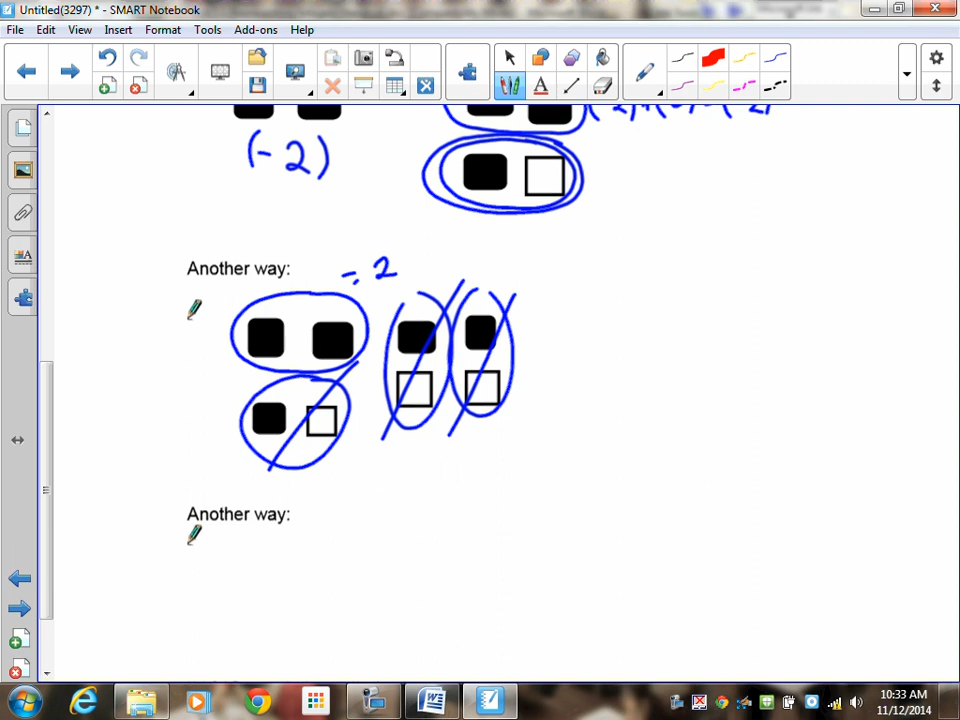 Untitled(3297) * - SMART Notebook
File Edit View Insert Format Tools Add-ons Help
(-2)
Another way:
-2
Another way:
10:33 AM
11/12/2014